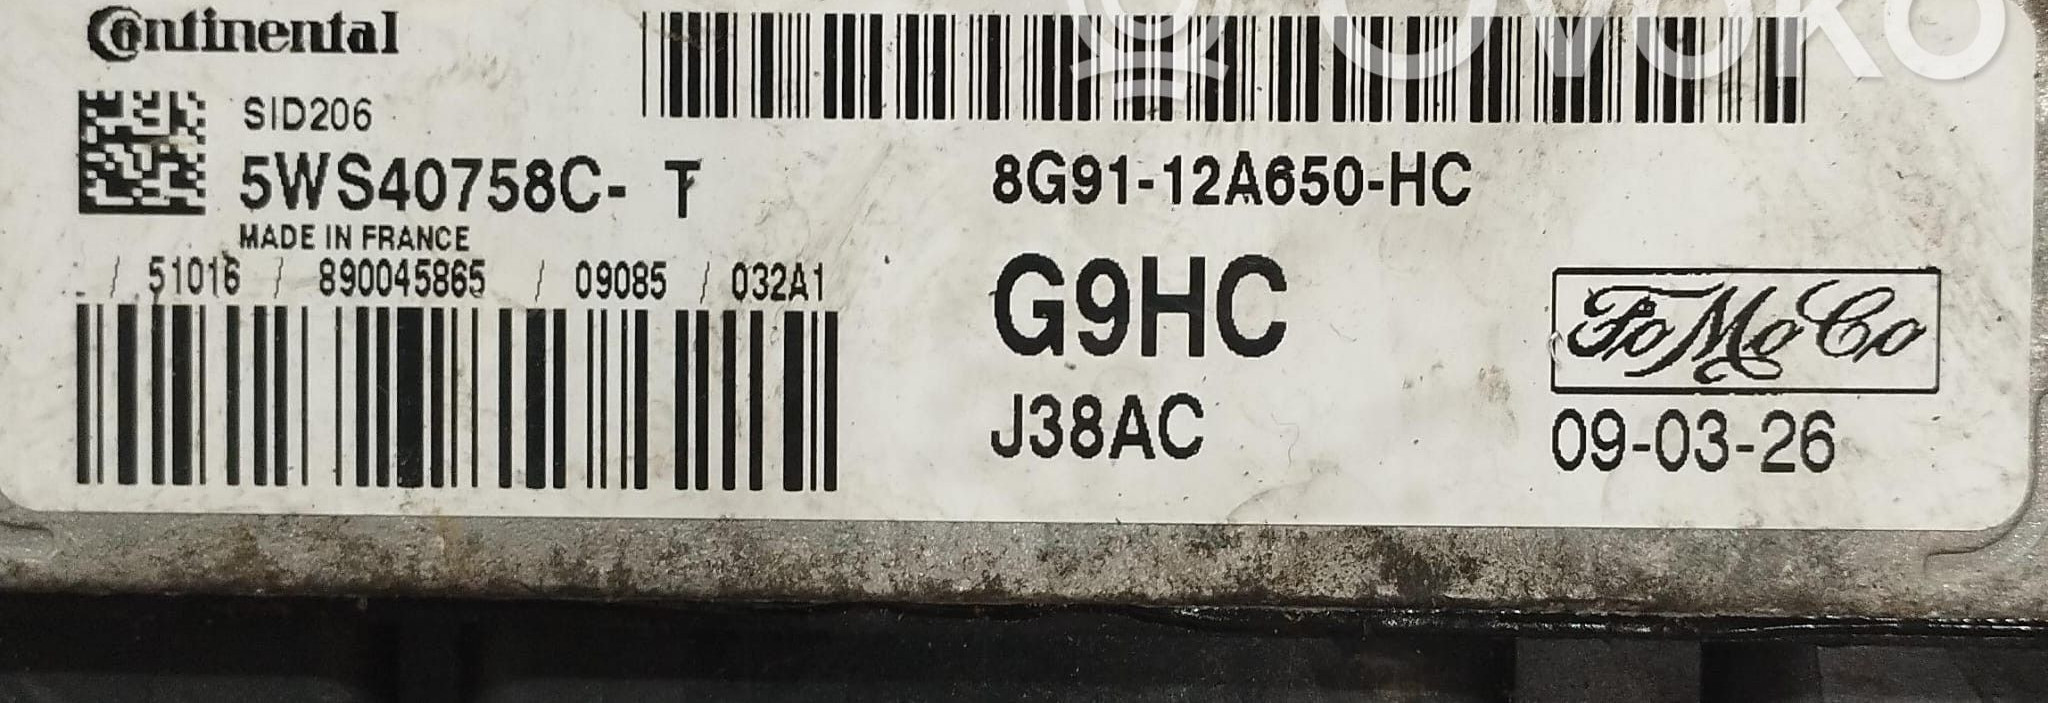 Continental
OVOKO
SID206
5WS40758C- T
8G91-12A650-HC
MADE IN FRANCE
/ 51016 / 890045865 / 09085 / 032A1
G9HC
FoMoCo
J38AC
09-03-26